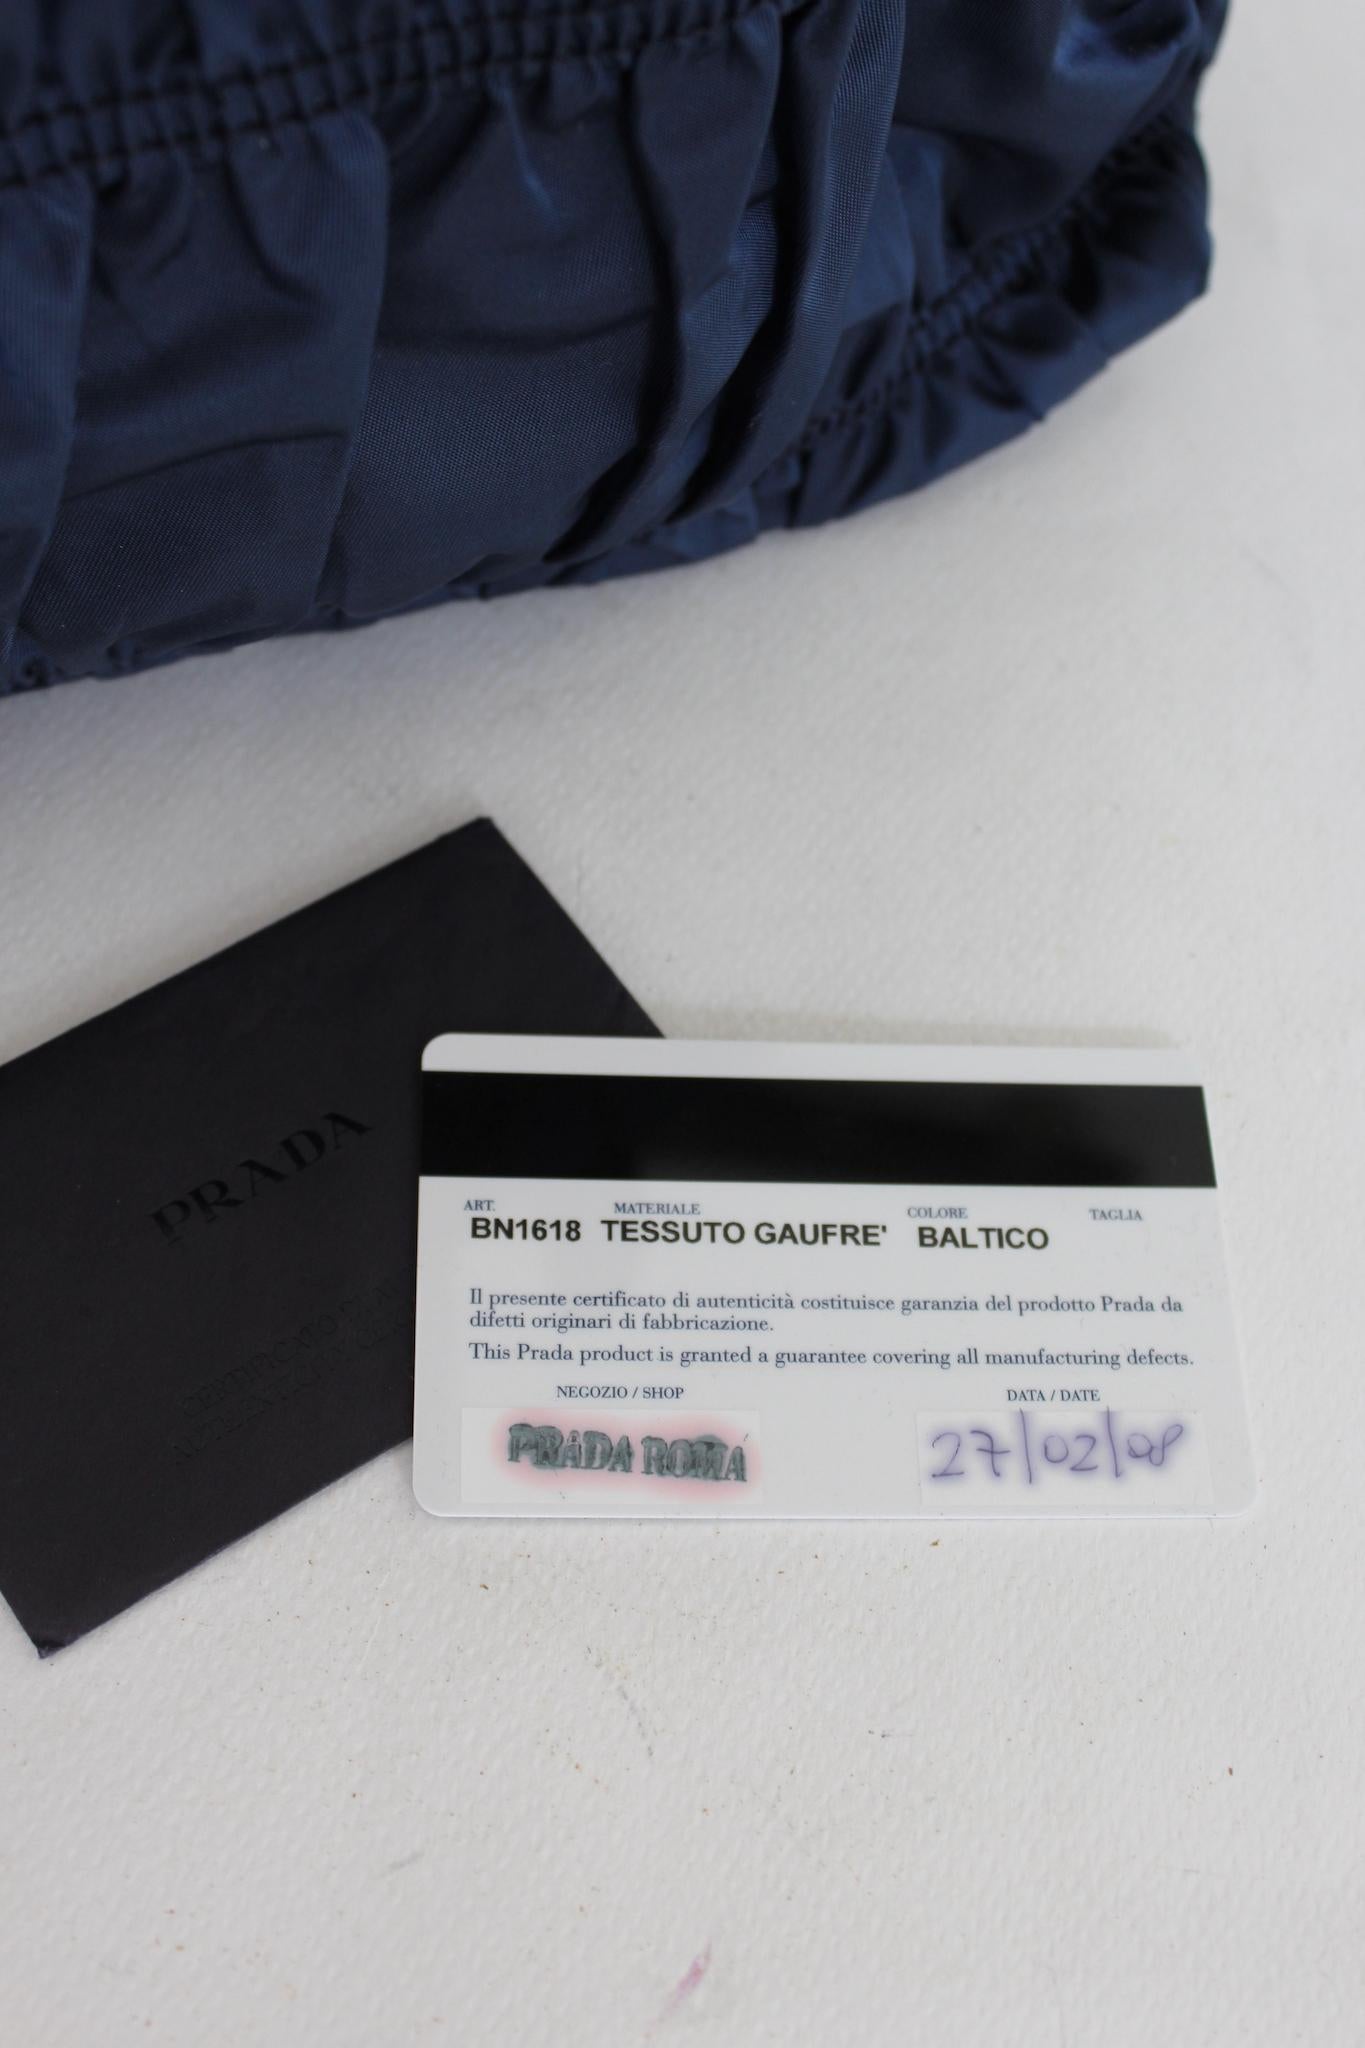 PRADA
CERTIFICATO DI
ART. MATERIALE COLORE TAGLIA
BN1618 TESSUTO GAUFRE' BALTICO
Il presente certificato di autenticità costituisce garanzia del prodotto Prada da
difetti originari di fabbricazione.
This Prada product is granted a guarantee covering all manufacturing defects.
NEGOZIO / SHOP DATA / DATE
PRADA ROMA 27/02/08